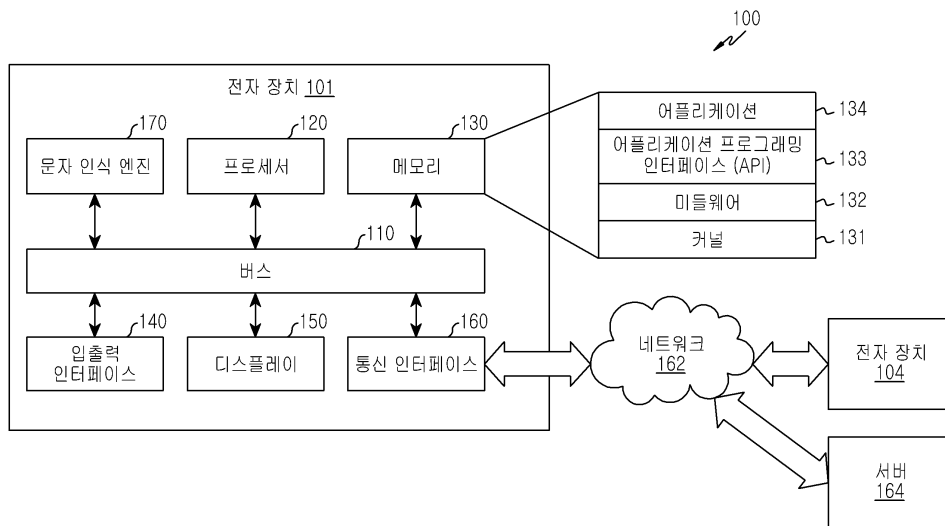 100
전자 장치 101
170
120
130
문자 인식 엔진
프로세서
메모리
어플리케이션
134
어플리케이션 프로그래밍
인터페이스 (API)
133
미들웨어
132
커널
131
110
버스
140
150
160
입출력
인터페이스
디스플레이
통신 인터페이스
네트워크
162
전자 장치
104
서버
164